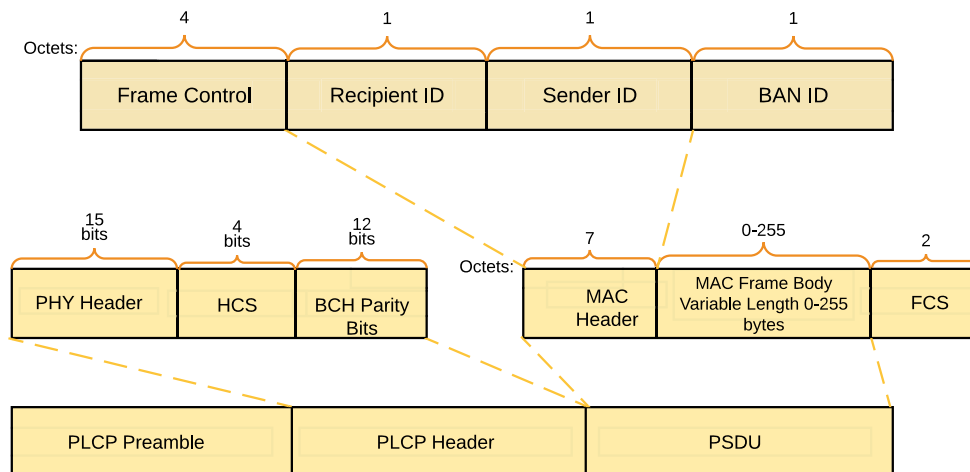 4 1 1 1
Octets:
Frame Control Recipient ID Sender ID BAN ID
15 bits 4 bits 12 bits
Octets: 7 0-255 2
PHY Header HCS BCH Parity Bits
MAC Header
MAC Frame Body
Variable Length 0-255
bytes
FCS
PLCP Preamble PLCP Header PSDU